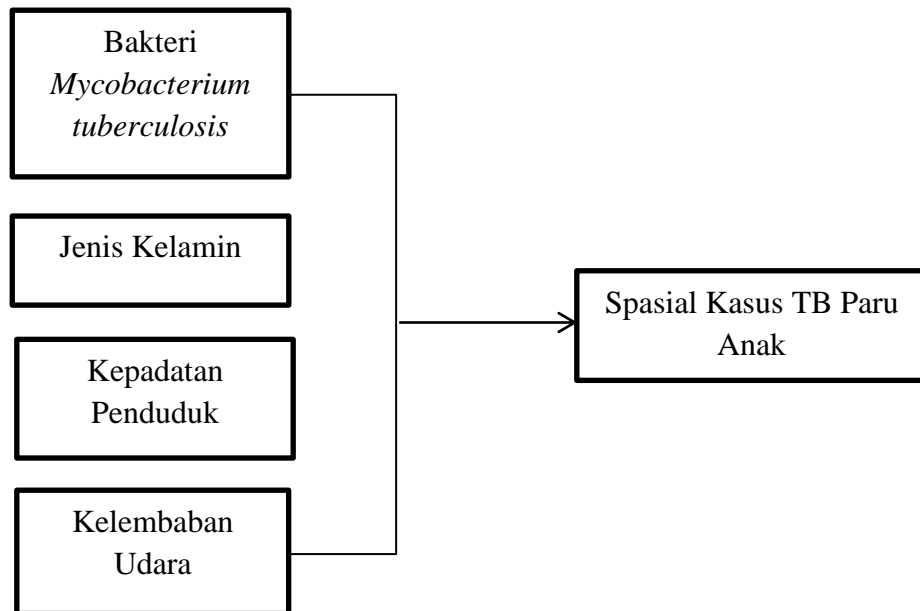 Bakteri
Mycobacterium
tuberculosis
Jenis Kelamin
Kepadatan
Penduduk
Kelembaban
Udara
Spasial Kasus TB Paru
Anak